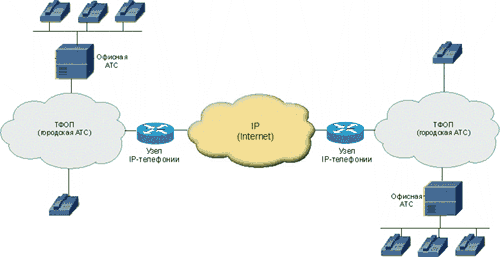 Офисная
АТС
ТФОП
(городская АТС)
Узел
IP-телефонии
IP
(Internet)
Узел
IP-телефонии
ТФОП
(городская АТС)
Офисная
АТС